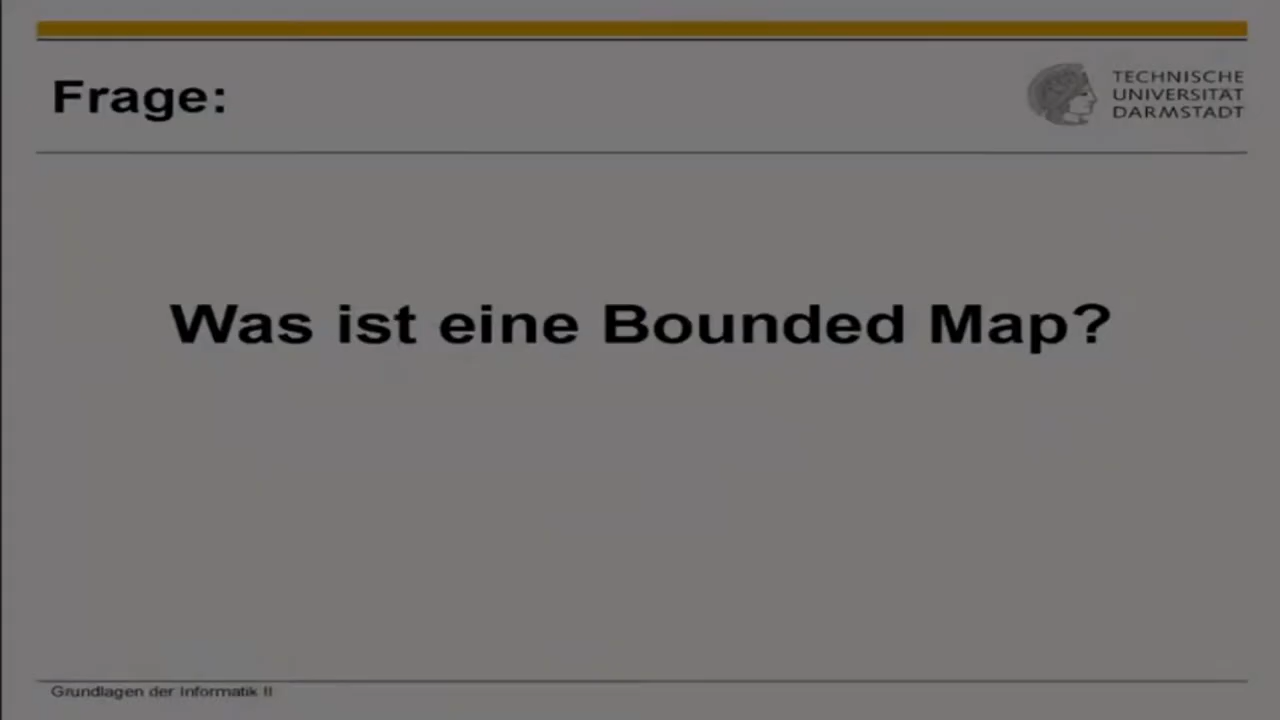 Frage:
TECHNISCHE
UNIVERSITÄT
DARMSTADT
Was ist eine Bounded Map?
Grundlagen der Informatik II